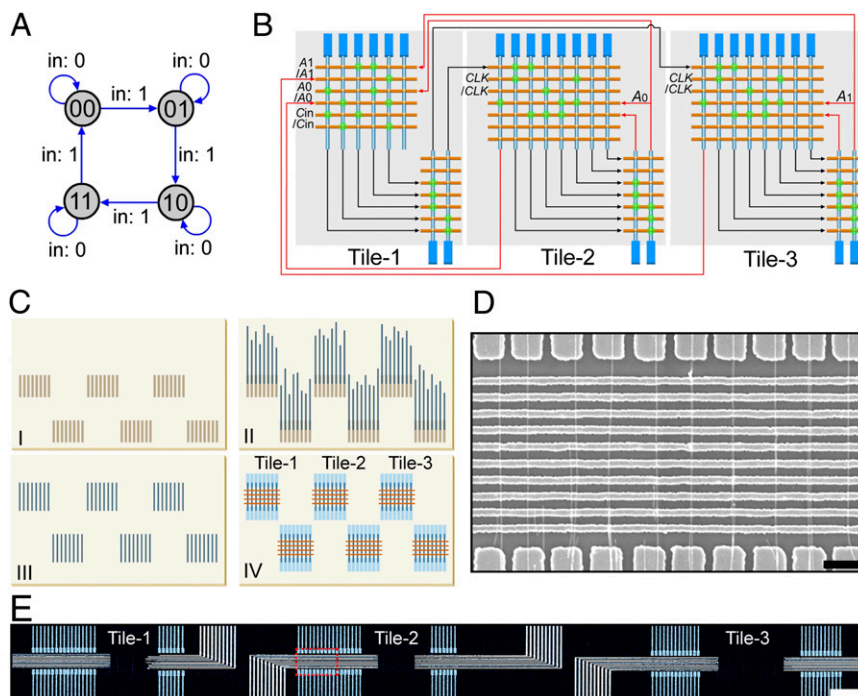 A
in: 0
in: 0
in: 1
00
01
in: 1
in: 1
11
10
in: 1
in: 0
in: 0
B
A1
/A1
A0
/A0
Cin
/Cin
CLK
/CLK
A0
CLK
/CLK
A1
Tile-1
Tile-2
Tile-3
C
I
II
III
Tile-1 Tile-2 Tile-3
IV
D
E
Tile-1
Tile-2
Tile-3